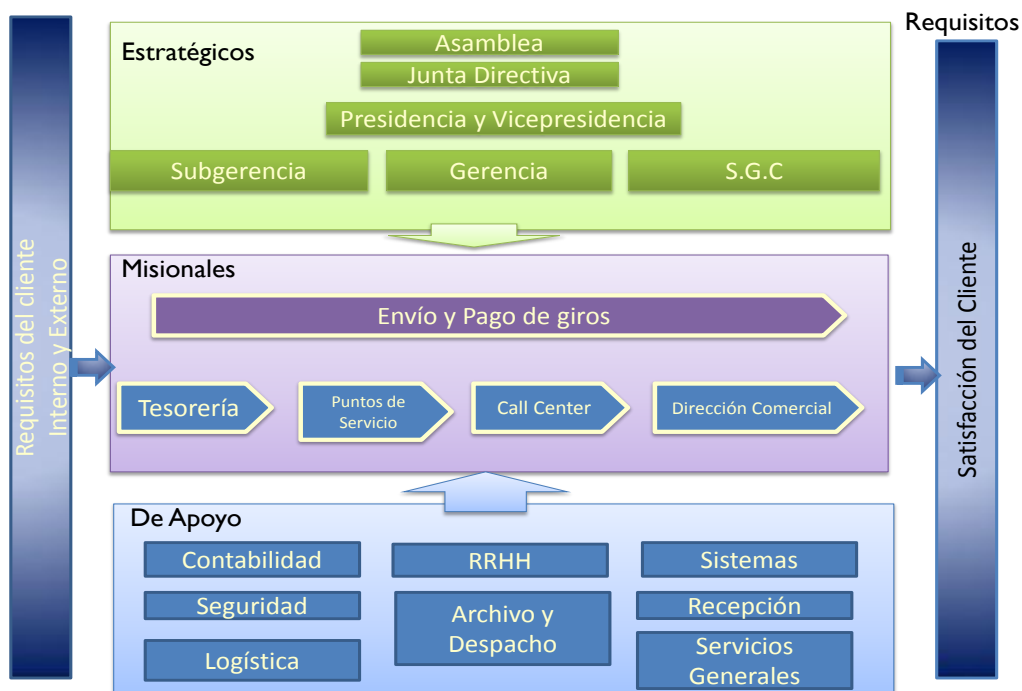 Requisitos
Estratégicos
Asamblea
Junta Directiva
Presidencia y Vicepresidencia
Subgerencia
Gerencia
S.G.C
Requisitos del cliente
Interno y Externo
Misionales
Envío y Pago de giros
Tesorería
Puntos de
Servicio
Call Center
Dirección Comercial
Satisfacción del Cliente
De Apoyo
Contabilidad
RRHH
Sistemas
Seguridad
Archivo y
Despacho
Recepción
Logística
Servicios
Generales